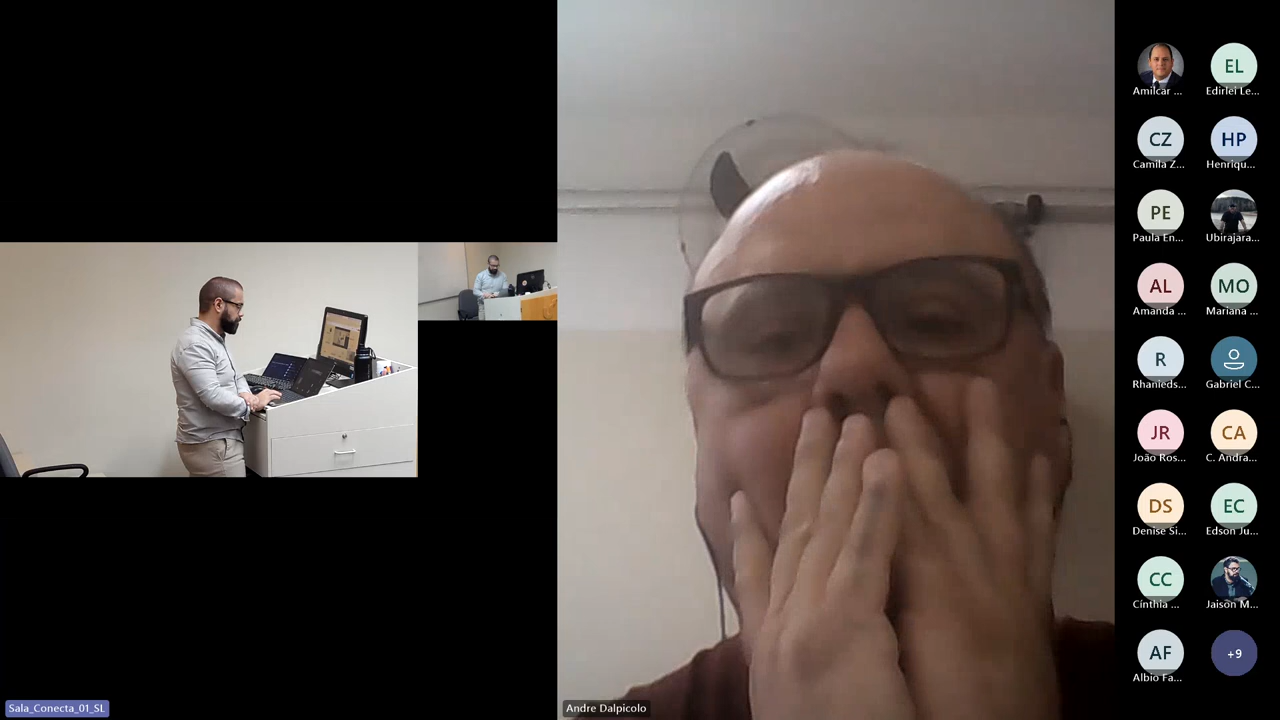 Amilcar ...
EL
Edirlei Le...
CZ
Camila Z...
HP
Henriqu...
PE
Paula En...
Ubirajara...
AL
Amanda ...
MO
Mariana ...
R
Rhanieds...
Gabriel C...
JR
João Ros...
CA
C. Andra...
DS
Denise Si...
EC
Edson Ju...
CC
Cínthia ...
Jaison M...
AF
Albio Fa...
+9
Sala_Conecta_01_SL
Andre Dalpicolo